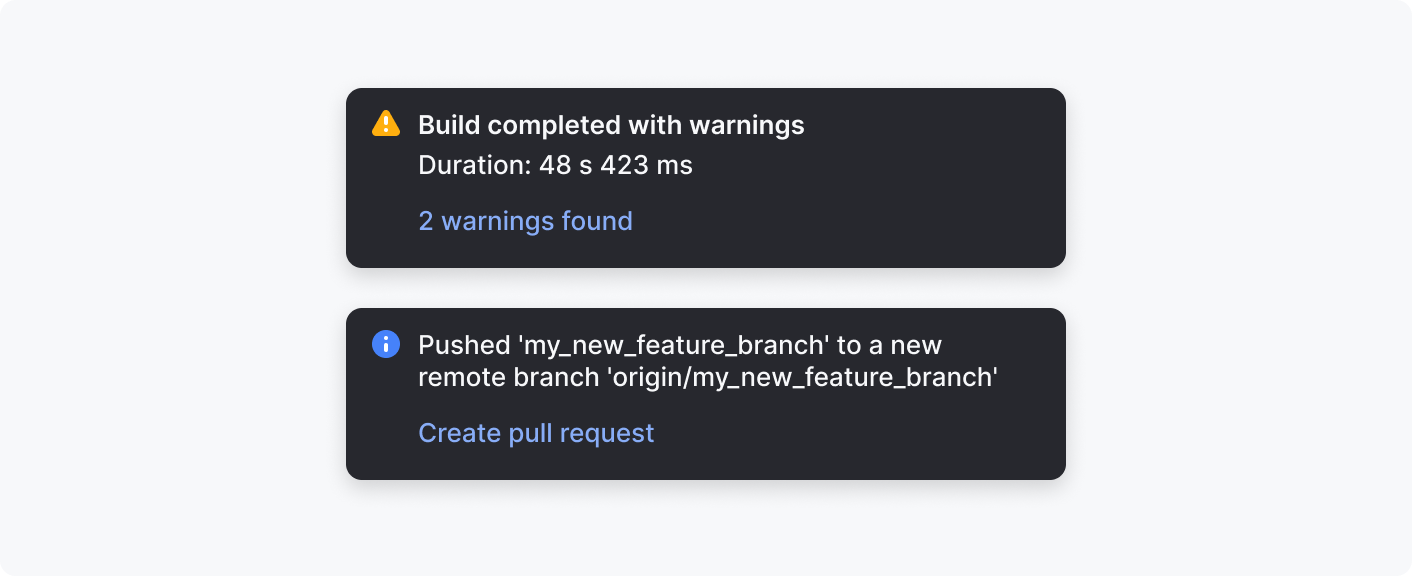 Build completed with warnings
Duration: 48 s 423 ms
2 warnings found
Pushed 'my_new_feature_branch' to a new
remote branch 'origin/my_new_feature_branch'
Create pull request